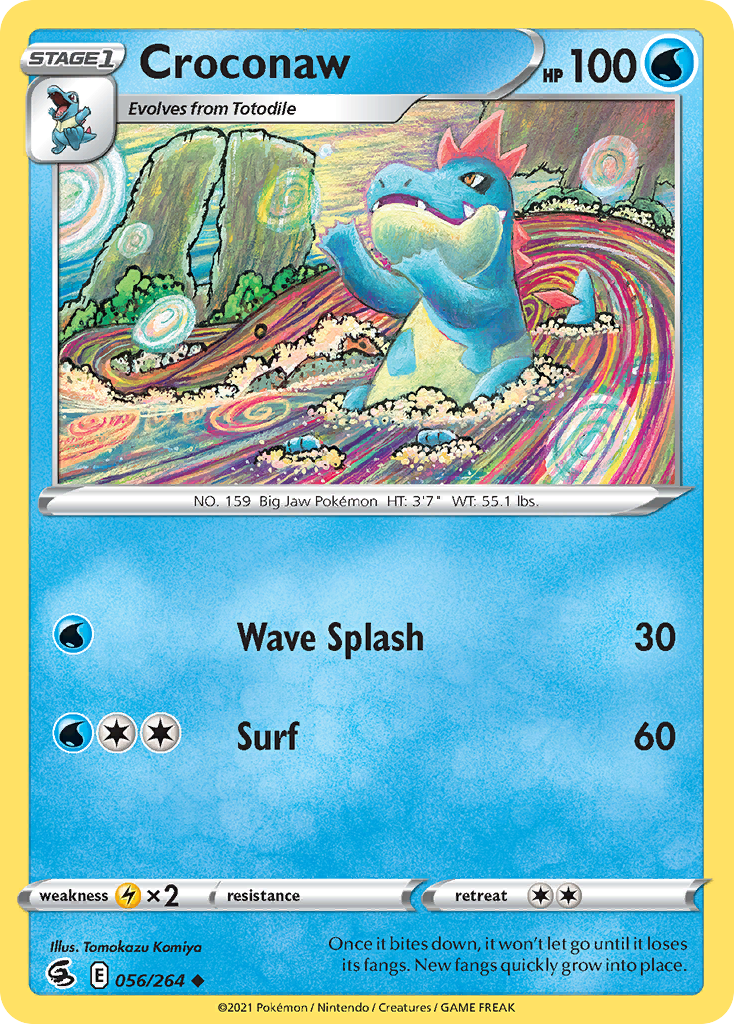 STAGE1
Croconaw
HP 100
Evolves from Totodile
NO. 159 Big Jaw Pokémon HT: 3'7" WT: 55.1 lbs.
Wave Splash 30
Surf 60
weakness ×2 resistance retreat
Illus. Tomokazu Komiya
Once it bites down, it won't let go until it loses
its fangs. New fangs quickly grow into place.
E 056/264
©2021 Pokémon / Nintendo / Creatures / GAME FREAK